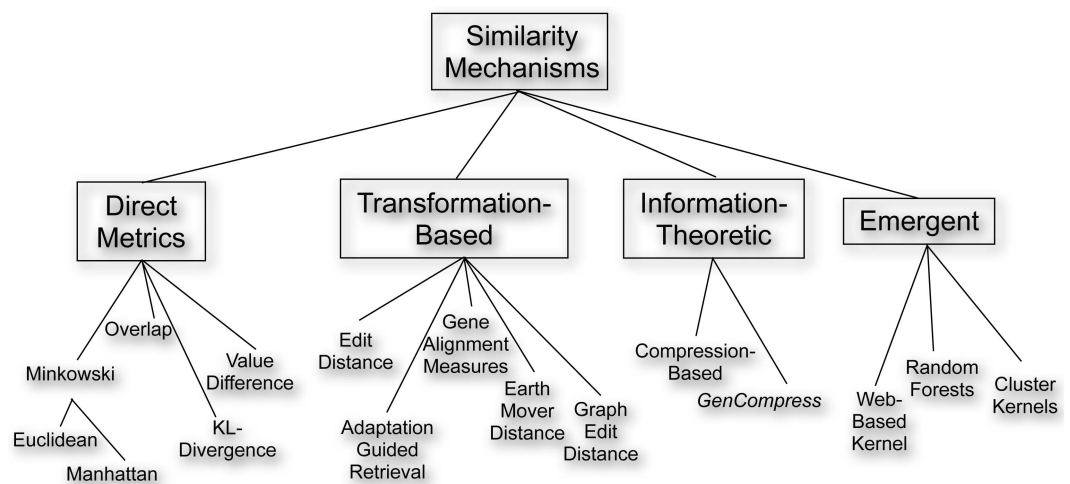 Similarity
Mechanisms
Direct
Metrics
Transformation-
Based
Information-
Theoretic
Emergent
Minkowski
Overlap
Value
Difference
Euclidean
Manhattan
KL-
Divergence
Edit
Distance
Gene
Alignment
Measures
Adaptation
Guided
Retrieval
Earth
Mover
Distance
Graph
Edit
Distance
Compression-
Based
GenCompress
Web-
Based
Kernel
Random
Forests
Cluster
Kernels